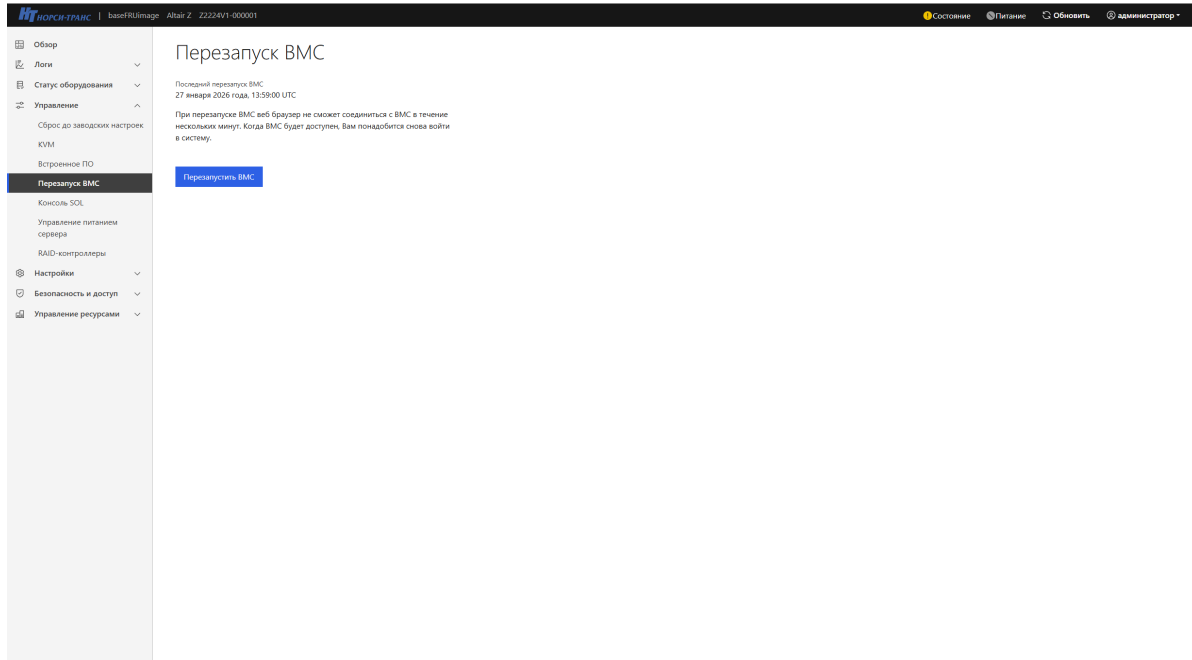 НТ НОРСИ-ТРАНС | baseFRUimage Altair Z Z2224V1-000001
Состояние Питание Обновить администратор
Обзор
Логи
Статус оборудования
Управление
Сброс до заводских настроек
KVM
Встроенное ПО
Перезапуск BMC
Консоль SOL
Управление питанием
сервера
RAID-контроллеры
Настройки
Безопасность и доступ
Управление ресурсами
Перезапуск BMC
Последний перезапуск BMC
27 января 2026 года, 13:59:00 UTC
При перезапуске BMC веб браузер не сможет соединиться с BMC в течение
нескольких минут. Когда BMC будет доступен, Вам понадобится снова войти
в систему.
Перезапустить BMC